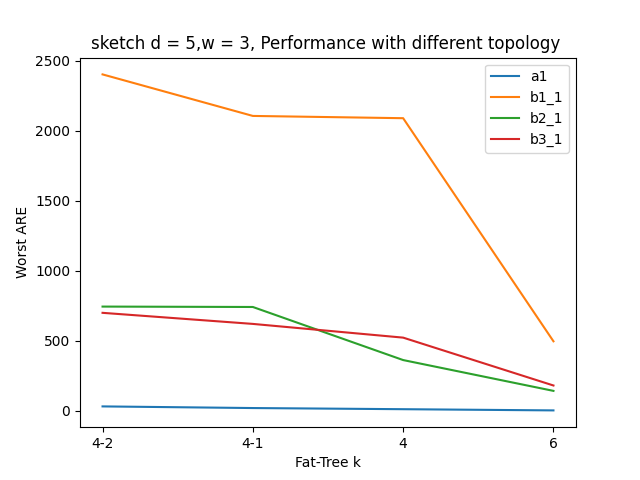 sketch d = 5,w = 3, Performance with different topology
2500
2000
1500
1000
500
0
Worst ARE
4-2
4-1
4
6
Fat-Tree k
a1
b1_1
b2_1
b3_1